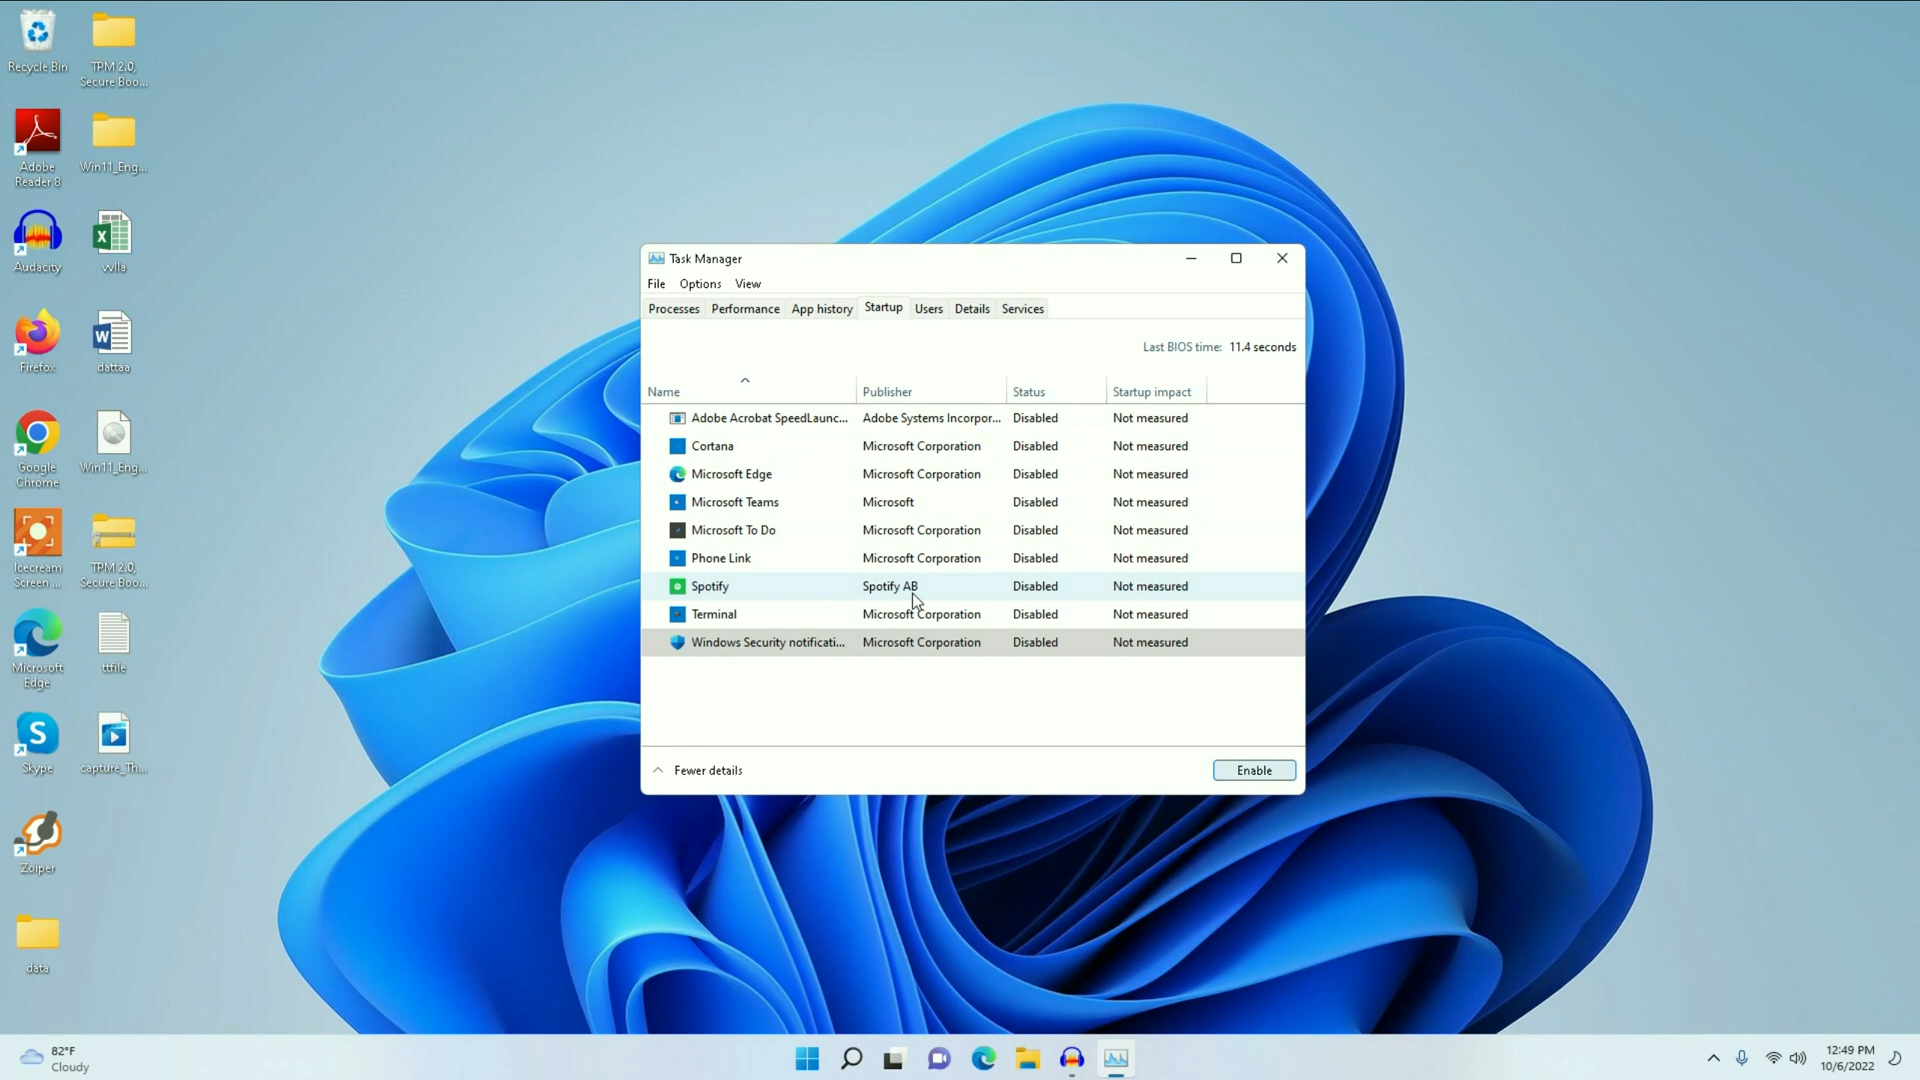 Recycle Bin
TPM 2.0,
Secure Boo...
Adobe
Reader 8
Win11_Eng...
Audacity
vvlla
Firefox
dattaa
Google
Chrome
Win11_Eng...
Icecream
Screen ...
TPM 2.0,
Secure Boo...
Microsoft
Edge
ttfile
Skype
capture_Th...
Zoiper
data
Task Manager
File Options View
Processes Performance App history Startup Users Details Services
Last BIOS time: 11.4 seconds
Name Publisher Status Startup impact
Adobe Acrobat SpeedLaunc... Adobe Systems Incorpor... Disabled Not measured
Cortana Microsoft Corporation Disabled Not measured
Microsoft Edge Microsoft Corporation Disabled Not measured
Microsoft Teams Microsoft Disabled Not measured
Microsoft To Do Microsoft Corporation Disabled Not measured
Phone Link Microsoft Corporation Disabled Not measured
Spotify Spotify AB Disabled Not measured
Terminal Microsoft Corporation Disabled Not measured
Windows Security notificati... Microsoft Corporation Disabled Not measured
Fewer details Enable
82°F
Cloudy
12:49 PM
10/6/2022